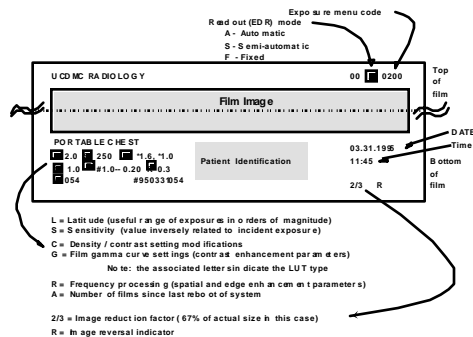 Exposure menu code
Readout (EDR) mode
A - Automatic
S - Semi-automatic
F - Fixed
UCDMC RADIOLOGY
00 0200
Top of film
Film Image
PORTABLE CHEST
2.0 250 *1.6, *1.0
1.0 #1.0-- 0.20 *0.3
054 #950331054
Patient Identification
03.31.1995
11:45
2/3 R
DATE
Time
Bottom of film
L = Latitude (useful range of exposures in orders of magnitude)
S = Sensitivity (value inversely related to incident exposure)
C = Density / contrast setting modifications
G = Film gamma curve settings (contrast enhancement parameters)
Note: the associated letters indicate the LUT type
R = Frequency processing (spatial and edge enhancement parameters)
A = Number of films since last reboot of system
2/3 = Image reduction factor (67% of actual size in this case)
R = Image reversal indicator